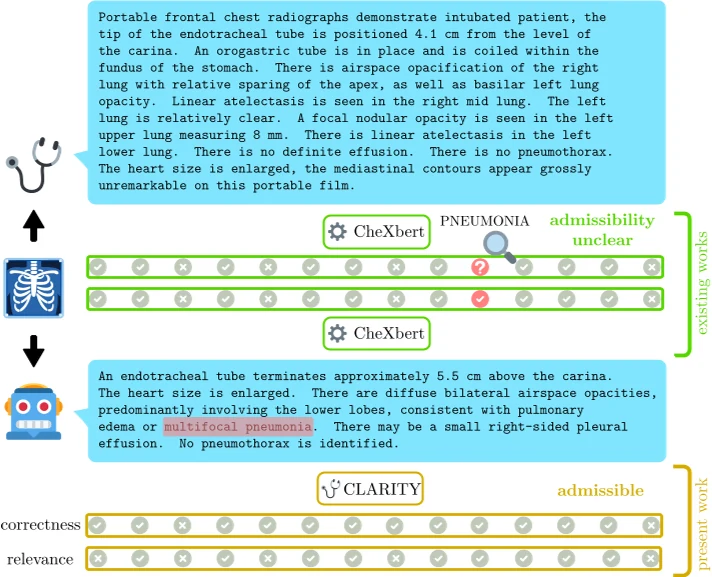 Portable frontal chest radiographs demonstrate intubated patient, the
tip of the endotracheal tube is positioned 4.1 cm from the level of
the carina. An orogastric tube is in place and is coiled within the
fundus of the stomach. There is airspace opacification of the right
lung with relative sparing of the apex, as well as basilar left lung
opacity. Linear atelectasis is seen in the right mid lung. The left
lung is relatively clear. A focal nodular opacity is seen in the left
upper lung measuring 8 mm. There is linear atelectasis in the left
lower lung. There is no definite effusion. There is no pneumothorax.
The heart size is enlarged, the mediastinal contours appear grossly
unremarkable on this portable film.
CheXbert
PNEUMONIA
admissibility
unclear
?
existing works
CheXbert
An endotracheal tube terminates approximately 5.5 cm above the carina.
The heart size is enlarged. There are diffuse bilateral airspace opacities,
predominantly involving the lower lobes, consistent with pulmonary
edema or multifocal pneumonia. There may be a small right-sided pleural
effusion. No pneumothorax is identified.
CLARITY
admissible
present work
correctness
relevance